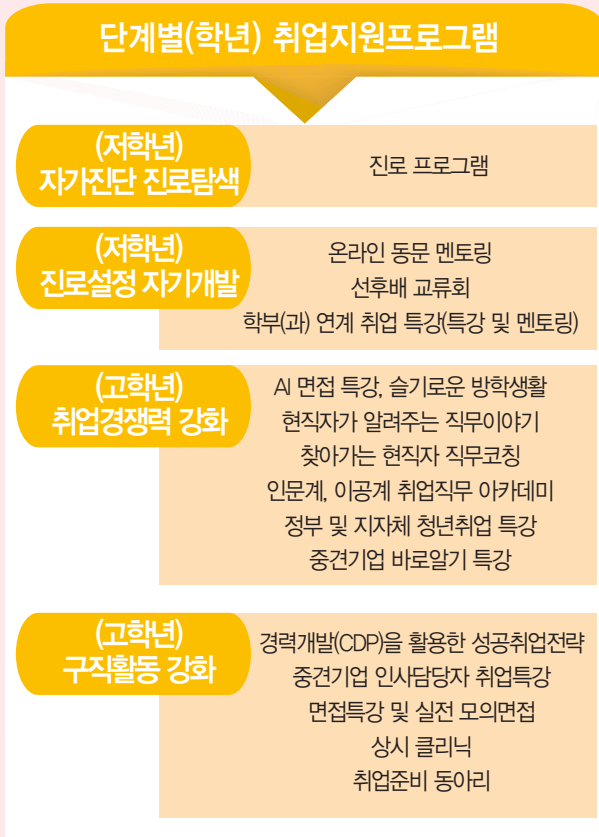 단계별(학년) 취업지원프로그램
(저학년)
자가진단 진로탐색
진로 프로그램
(저학년)
진로설정 자기개발
온라인 동문 멘토링
선후배 교류회
학부(과) 연계 취업 특강(특강 및 멘토링)
(고학년)
취업경쟁력 강화
AI 면접 특강, 슬기로운 방학생활
현직자가 알려주는 직무이야기
찾아가는 현직자 직무코칭
인문계, 이공계 취업직무 아카데미
정부 및 지자체 청년취업 특강
중견기업 바로알기 특강
(고학년)
구직활동 강화
경력개발(CDP)을 활용한 성공취업전략
중견기업 인사담당자 취업특강
면접특강 및 실전 모의면접
상시 클리닉
취업준비 동아리